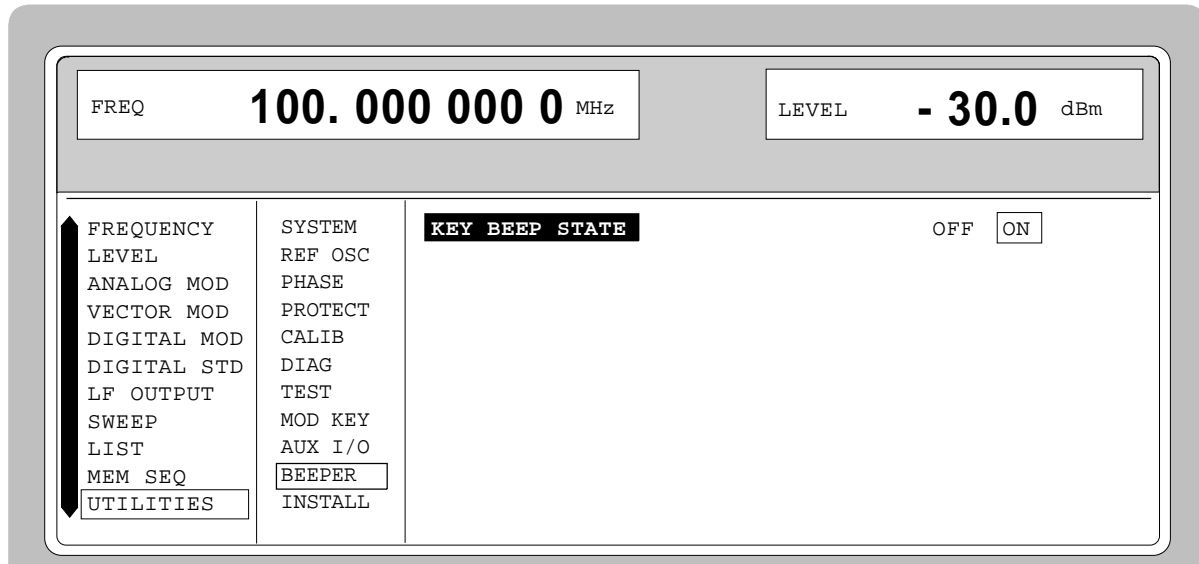 FREQ 100. 000 000 0 MHz LEVEL - 30.0 dBm
FREQUENCY SYSTEM KEY BEEP STATE OFF ON
LEVEL REF OSC
ANALOG MOD PHASE
VECTOR MOD PROTECT
DIGITAL MOD CALIB
DIGITAL STD DIAG
LF OUTPUT TEST
SWEEP MOD KEY
LIST AUX I/O
MEM SEQ BEEPER
UTILITIES INSTALL